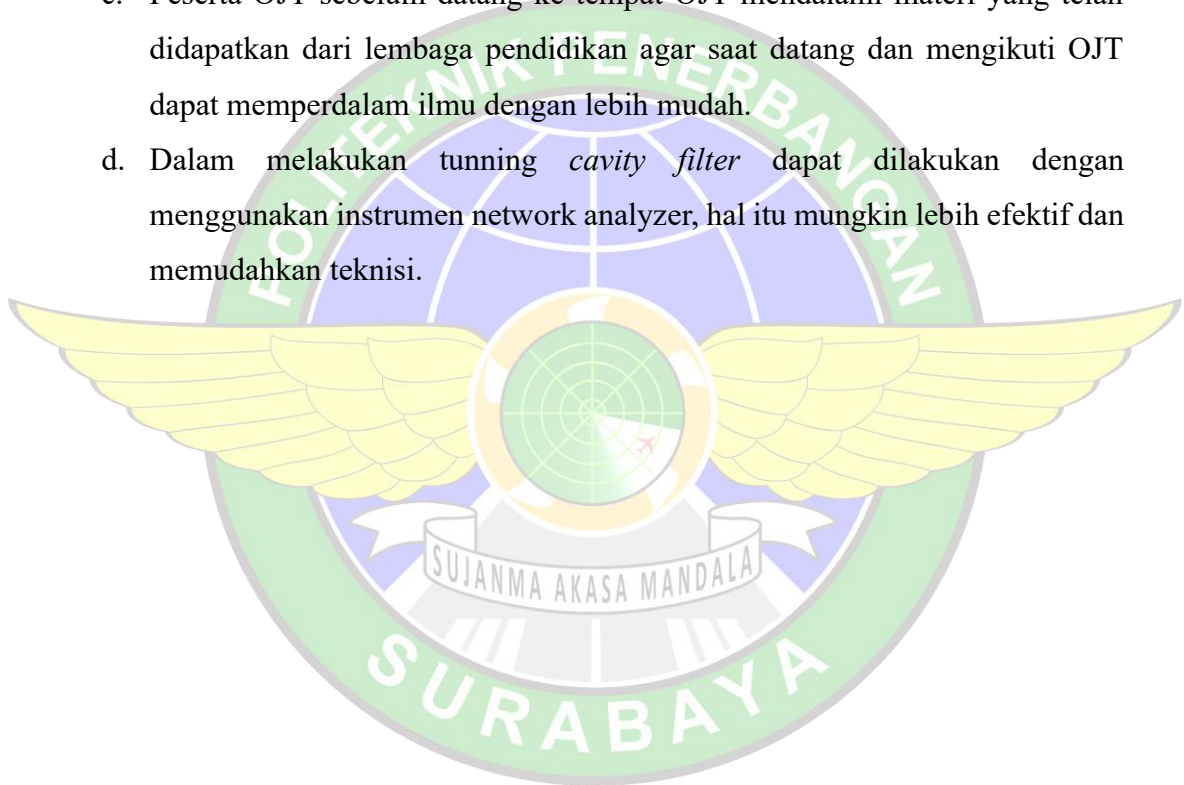 c. Peserta OJT sebelum datang ke tempat OJT mendalami materi yang telah
didapatkan dari lembaga pendidikan agar saat datang dan mengikuti OJT
dapat memperdalam ilmu dengan lebih mudah.
d. Dalam melakukan tunning cavity filter dapat dilakukan dengan
menggunakan instrumen network analyzer, hal itu mungkin lebih efektif dan
memudahkan teknisi.
POLITEKNIK PENERBANGAN
SUJANMA AKASA MANDALA
SURABAYA